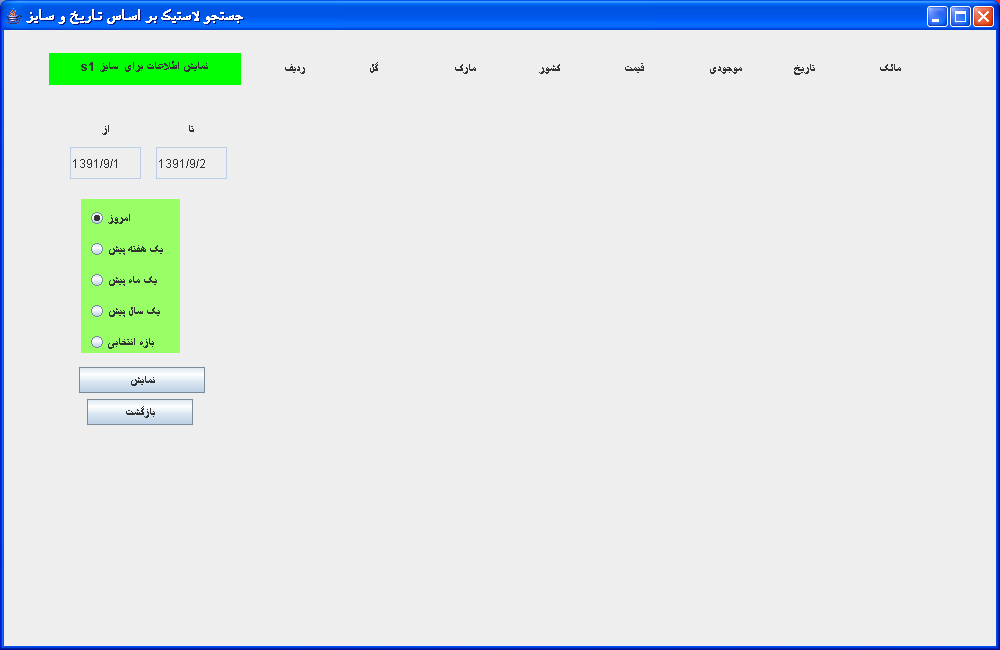 جستجو لاستیک بر اساس تاریخ و سایز
نمایش اطلاعات برای سایز s1
ردیف
گل
مارک
کشور
قیمت
موجودی
تاریخ
مالک
از
تا
1391/9/1
1391/9/2
امروز
یک هفته پیش
یک ماه پیش
یک سال پیش
بازه انتخابی
نمایش
بازگشت